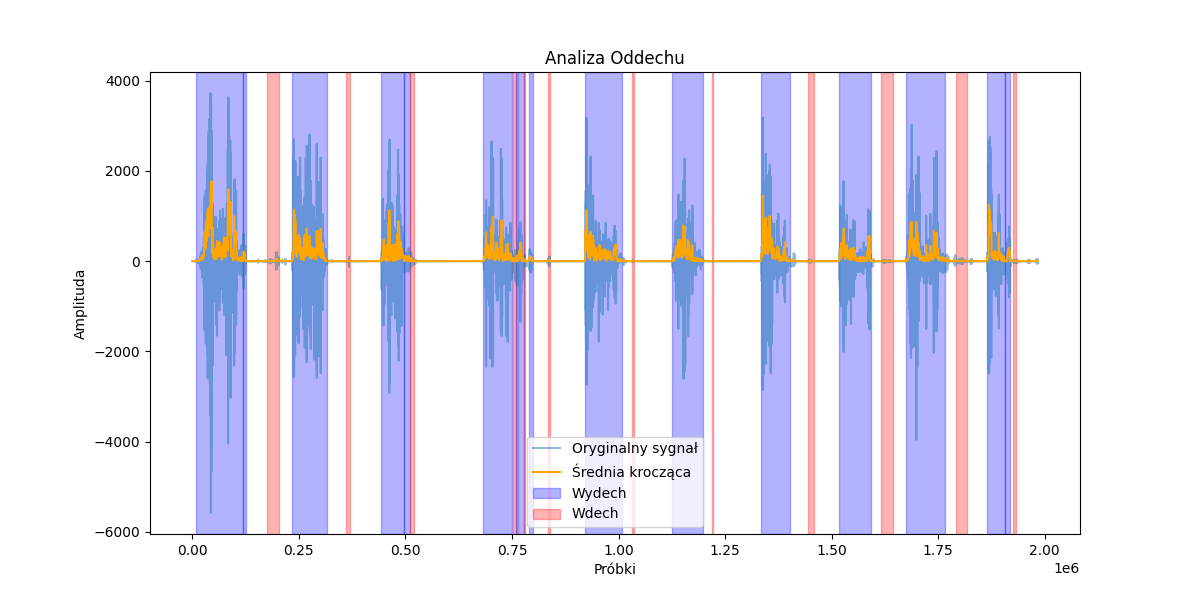 Analiza Oddechu
4000
2000
0
−2000
−4000
−6000
Amplituda
Oryginalny sygnał
Średnia krocząca
Wydech
Wdech
0.00 0.25 0.50 0.75 1.00 1.25 1.50 1.75 2.00
1e6
Próbki